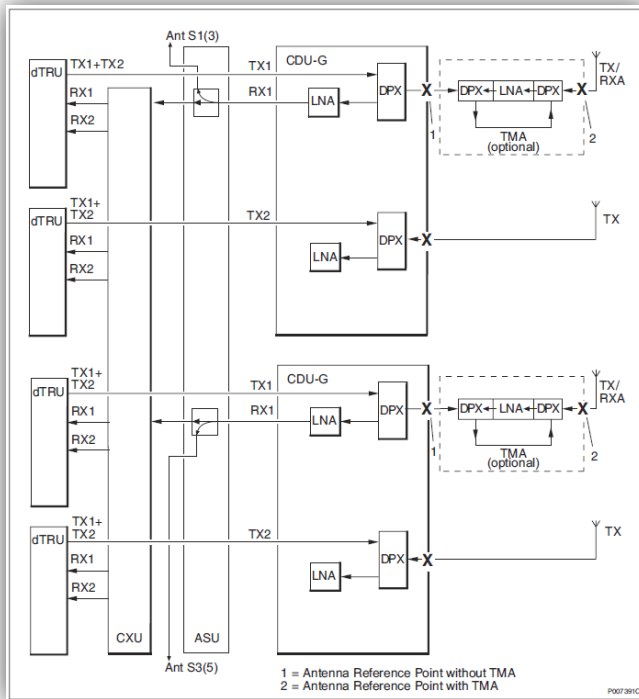 Ant S1(3)
dTRU
TX1+TX2
RX1
RX2
TX1
RX1
CDU-G
LNA
DPX
X
1
DPX
LNA
DPX
X
TMA
(optional)
TX/
RXA
2
dTRU
TX1+
TX2
RX1
RX2
TX2
LNA
DPX
X
TX
dTRU
TX1+
TX2
RX1
RX2
TX1
RX1
CDU-G
LNA
DPX
X
1
DPX
LNA
DPX
X
TMA
(optional)
TX/
RXA
2
dTRU
TX1+
TX2
RX1
RX2
TX2
LNA
DPX
X
TX
CXU
ASU
Ant S3(5)
1 = Antenna Reference Point without TMA
2 = Antenna Reference Point with TMA